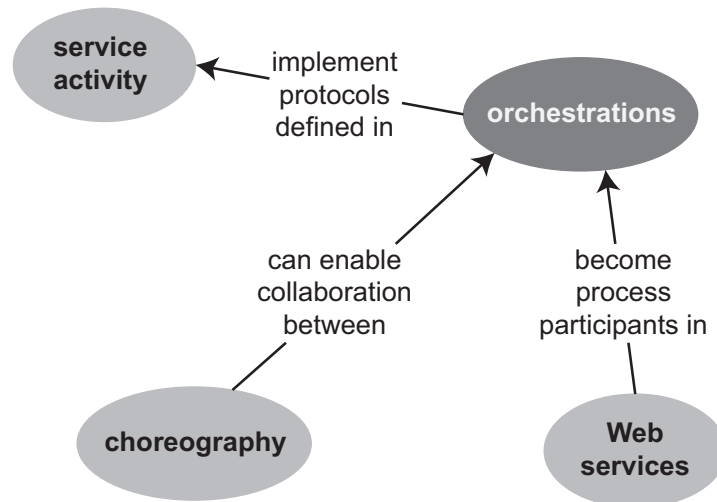 service
activity
implement
protocols
defined in
orchestrations
can enable
collaboration
between
become
process
participants in
choreography
Web
services